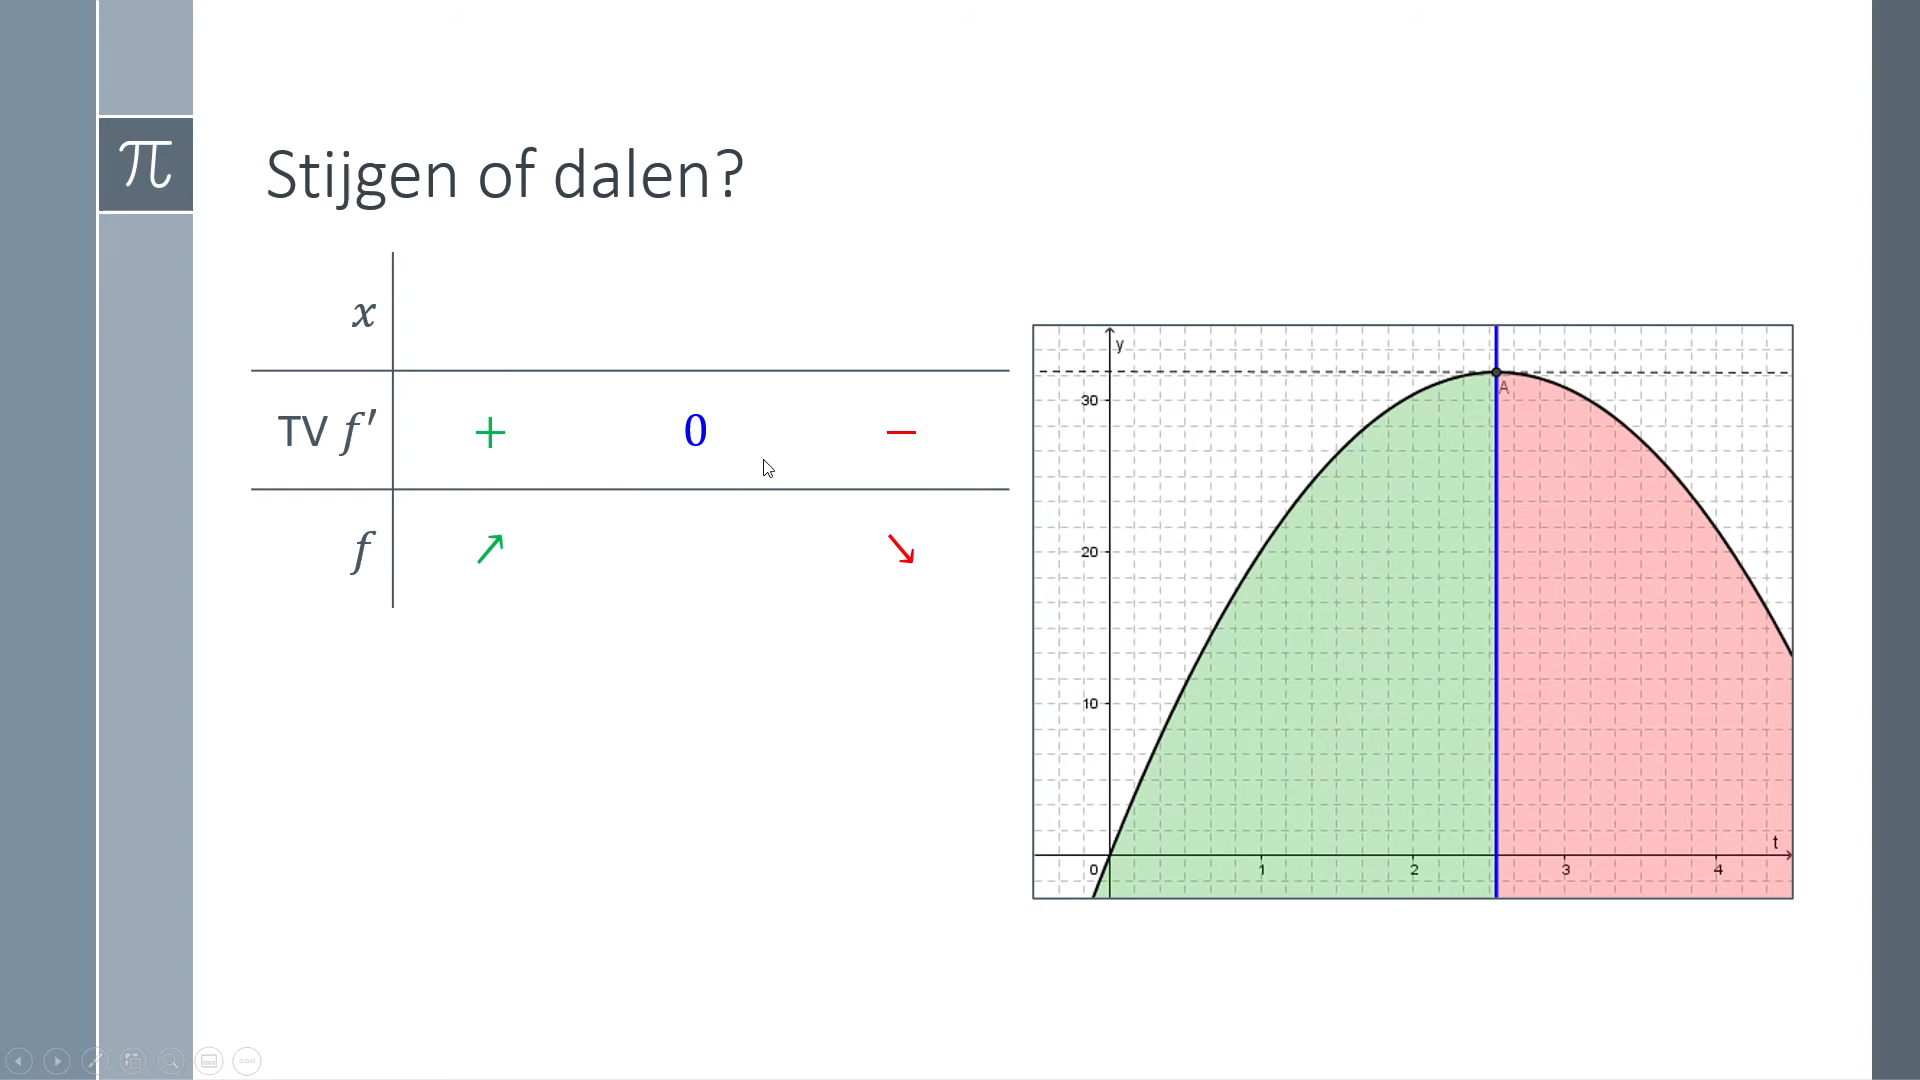 π
Stijgen of dalen?
x
TV f′ + 0 −
f ↗ ↘
y
A
30
20
10
t
0 1 2 3 4